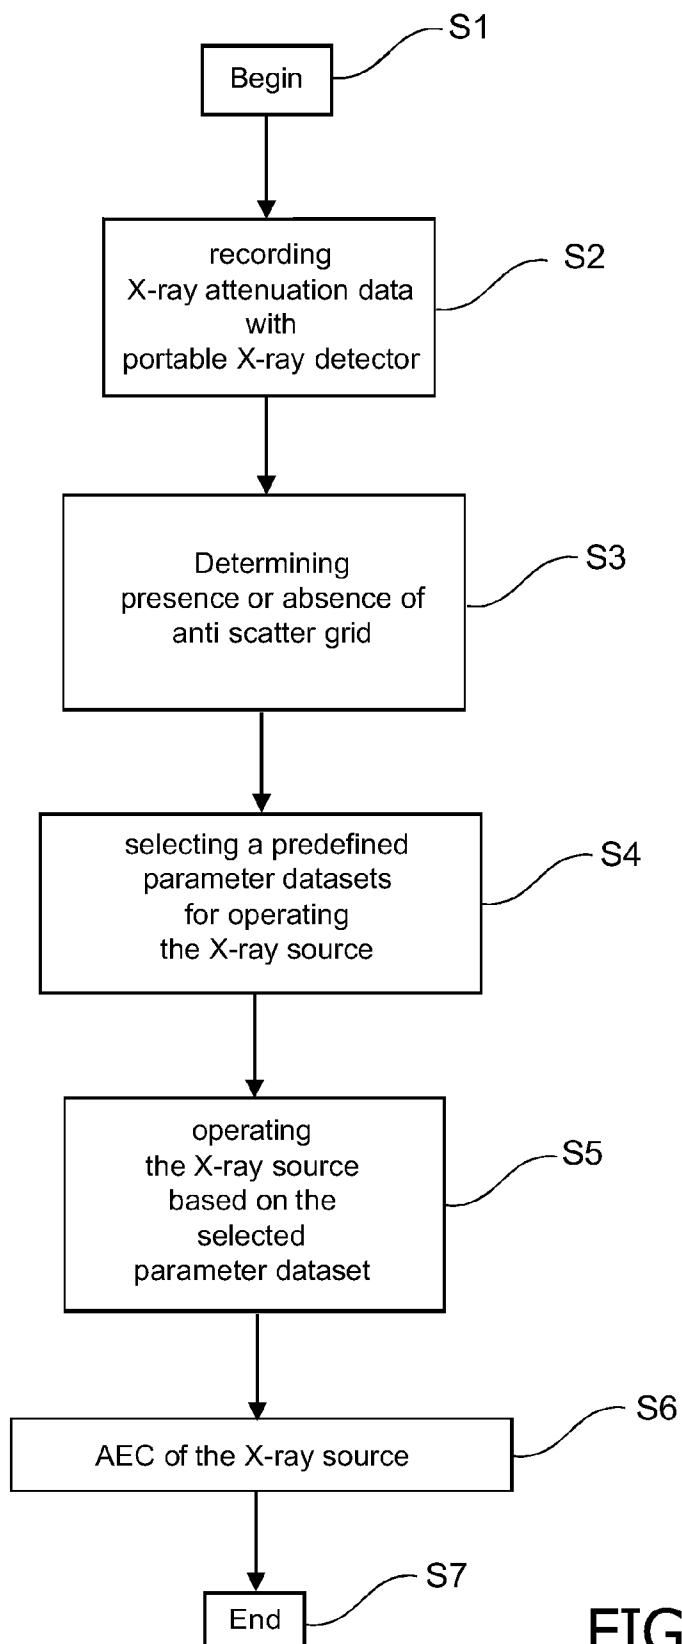 S1
Begin
recording
X-ray attenuation data
with
portable X-ray detector
S2
Determining
presence or absence of
anti scatter grid
S3
selecting a predefined
parameter datasets
for operating
the X-ray source
S4
operating
the X-ray source
based on the
selected
parameter dataset
S5
AEC of the X-ray source
S6
End
S7
FIG